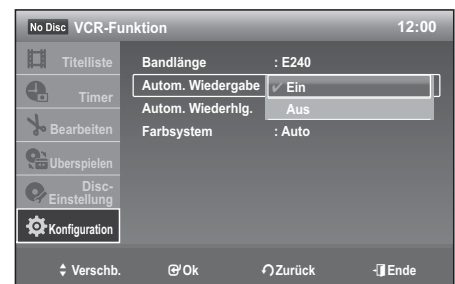 No Disc VCR-Funktion 12:00
Titelliste
Timer
Bearbeiten
Uberspielen
Disc-
Einstellung
Konfiguration
Bandlänge : E240
Autom. Wiedergabe ✔ Ein
Autom. Wiederhlg. Aus
Farbsystem : Auto
Verschb. Ok Zurück Ende